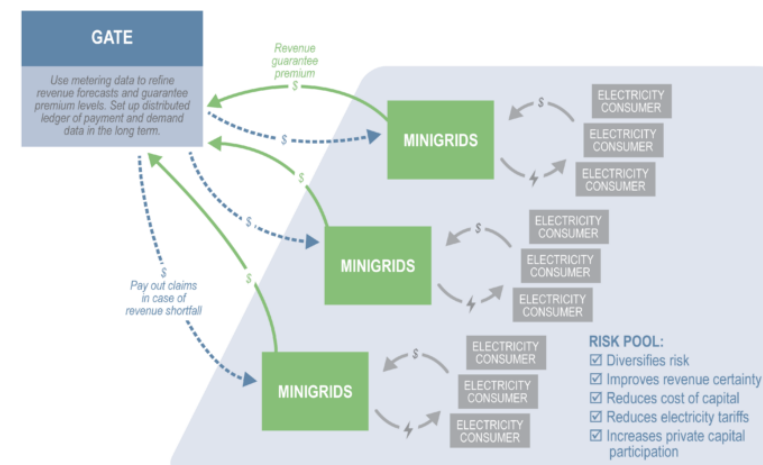 GATE
Use metering data to refine
revenue forecasts and guarantee
premium levels. Set up distributed
ledger of payment and demand
data in the long term.
Revenue
guarantee
premium
$
$
MINIGRIDS
$
ELECTRICITY
CONSUMER
ELECTRICITY
CONSUMER
ELECTRICITY
CONSUMER
$
$
MINIGRIDS
$
ELECTRICITY
CONSUMER
ELECTRICITY
CONSUMER
ELECTRICITY
CONSUMER
$
$
Pay out claims
in case of
revenue shortfall
MINIGRIDS
$
ELECTRICITY
CONSUMER
ELECTRICITY
CONSUMER
ELECTRICITY
CONSUMER
RISK POOL:
☑ Diversifies risk
☑ Improves revenue certainty
☑ Reduces cost of capital
☑ Reduces electricity tariffs
☑ Increases private capital
participation